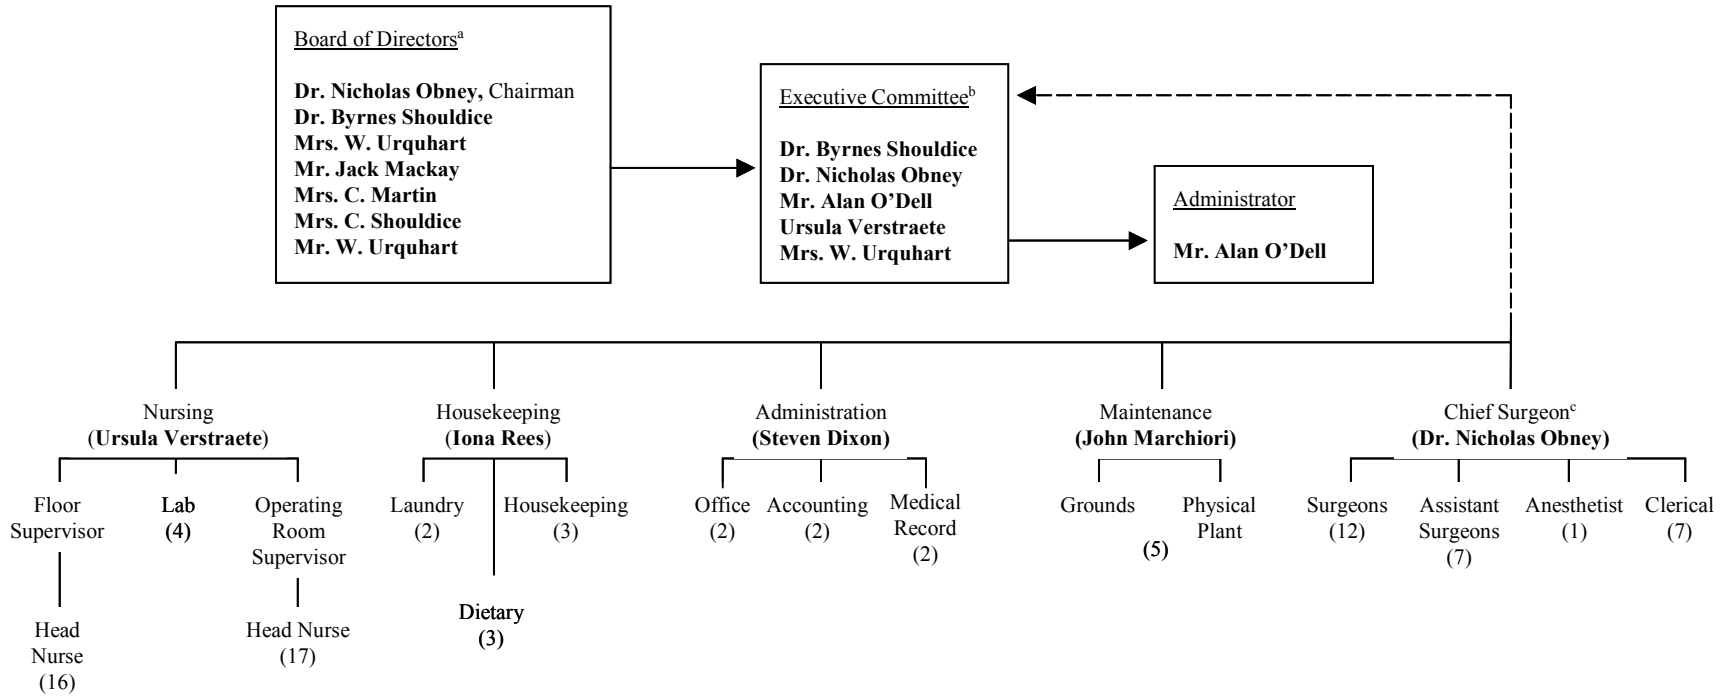 Board of Directorsᵃ
Dr. Nicholas Obney, Chairman
Dr. Byrnes Shouldice
Mrs. W. Urquhart
Mr. Jack Mackay
Mrs. C. Martin
Mrs. C. Shouldice
Mr. W. Urquhart
Executive Committeeᵇ
Dr. Byrnes Shouldice
Dr. Nicholas Obney
Mr. Alan O’Dell
Ursula Verstraete
Mrs. W. Urquhart
Administrator
Mr. Alan O’Dell
Nursing
(Ursula Verstraete)
Floor
Supervisor
Head
Nurse
(16)
Lab
(4)
Operating
Room
Supervisor
Head Nurse
(17)
Housekeeping
(Iona Rees)
Laundry
(2)
Dietary
(3)
Housekeeping
(3)
Administration
(Steven Dixon)
Office
(2)
Accounting
(2)
Medical
Record
(2)
Maintenance
(John Marchiori)
Grounds
Physical
Plant
(5)
Chief Surgeonᶜ
(Dr. Nicholas Obney)
Surgeons
(12)
Assistant
Surgeons
(7)
Anesthetist
(1)
Clerical
(7)